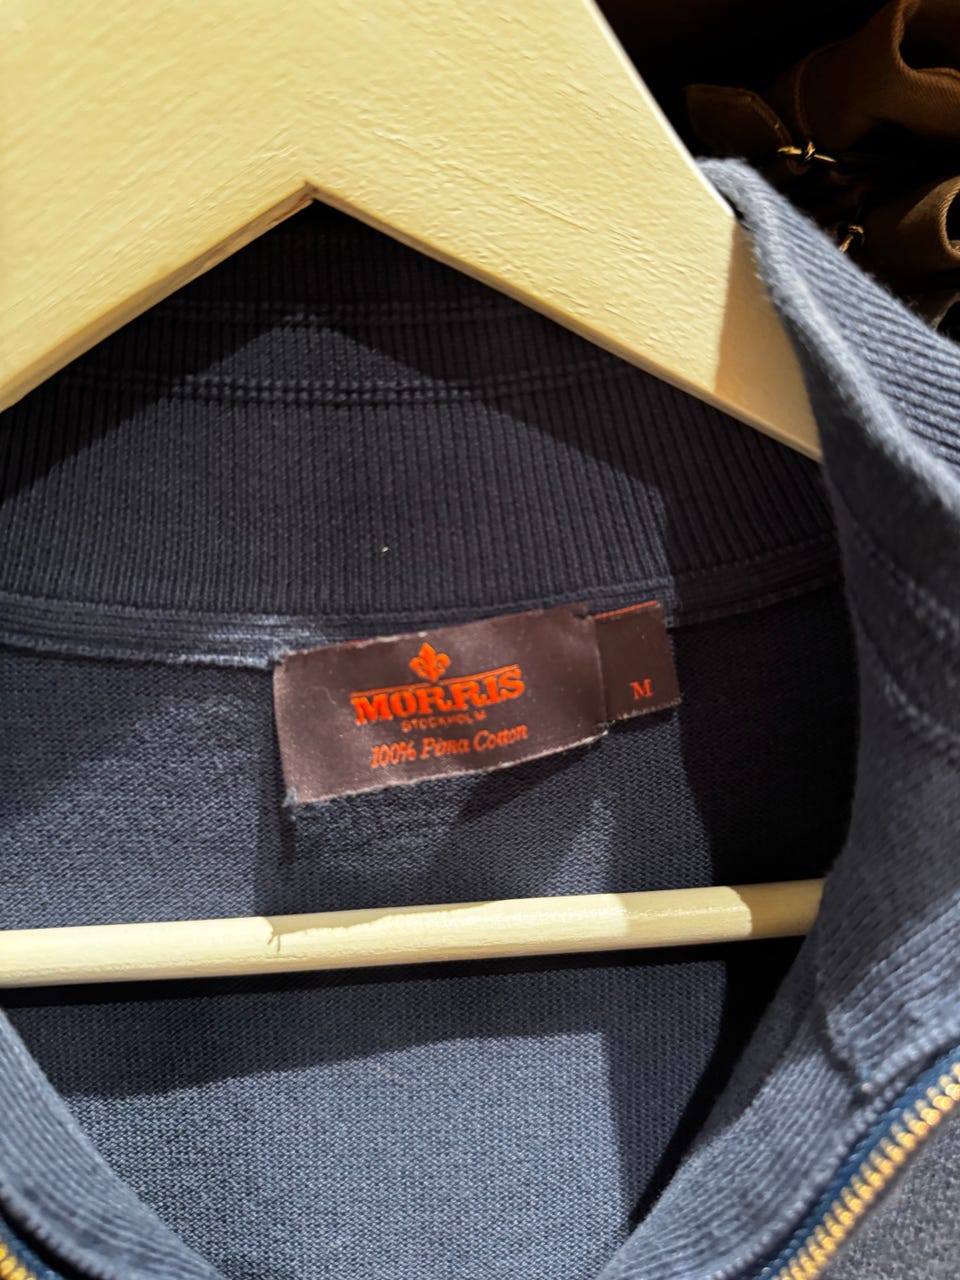 MORRIS
STOCKHOLM
100% Pima Cotton
M